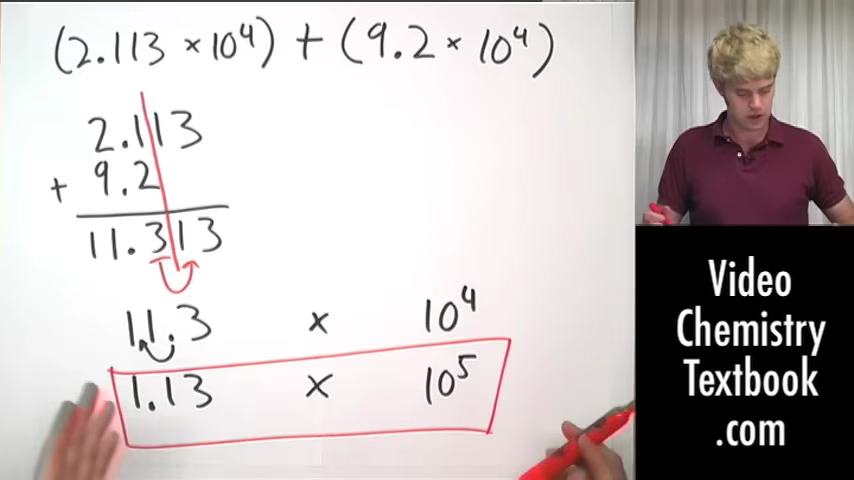 (2.113 × 10⁴) + (9.2 × 10⁴)
2.113
+ 9.2
11.313
11.3 × 10⁴
1.13 × 10⁵
Video
Chemistry
Textbook
.com